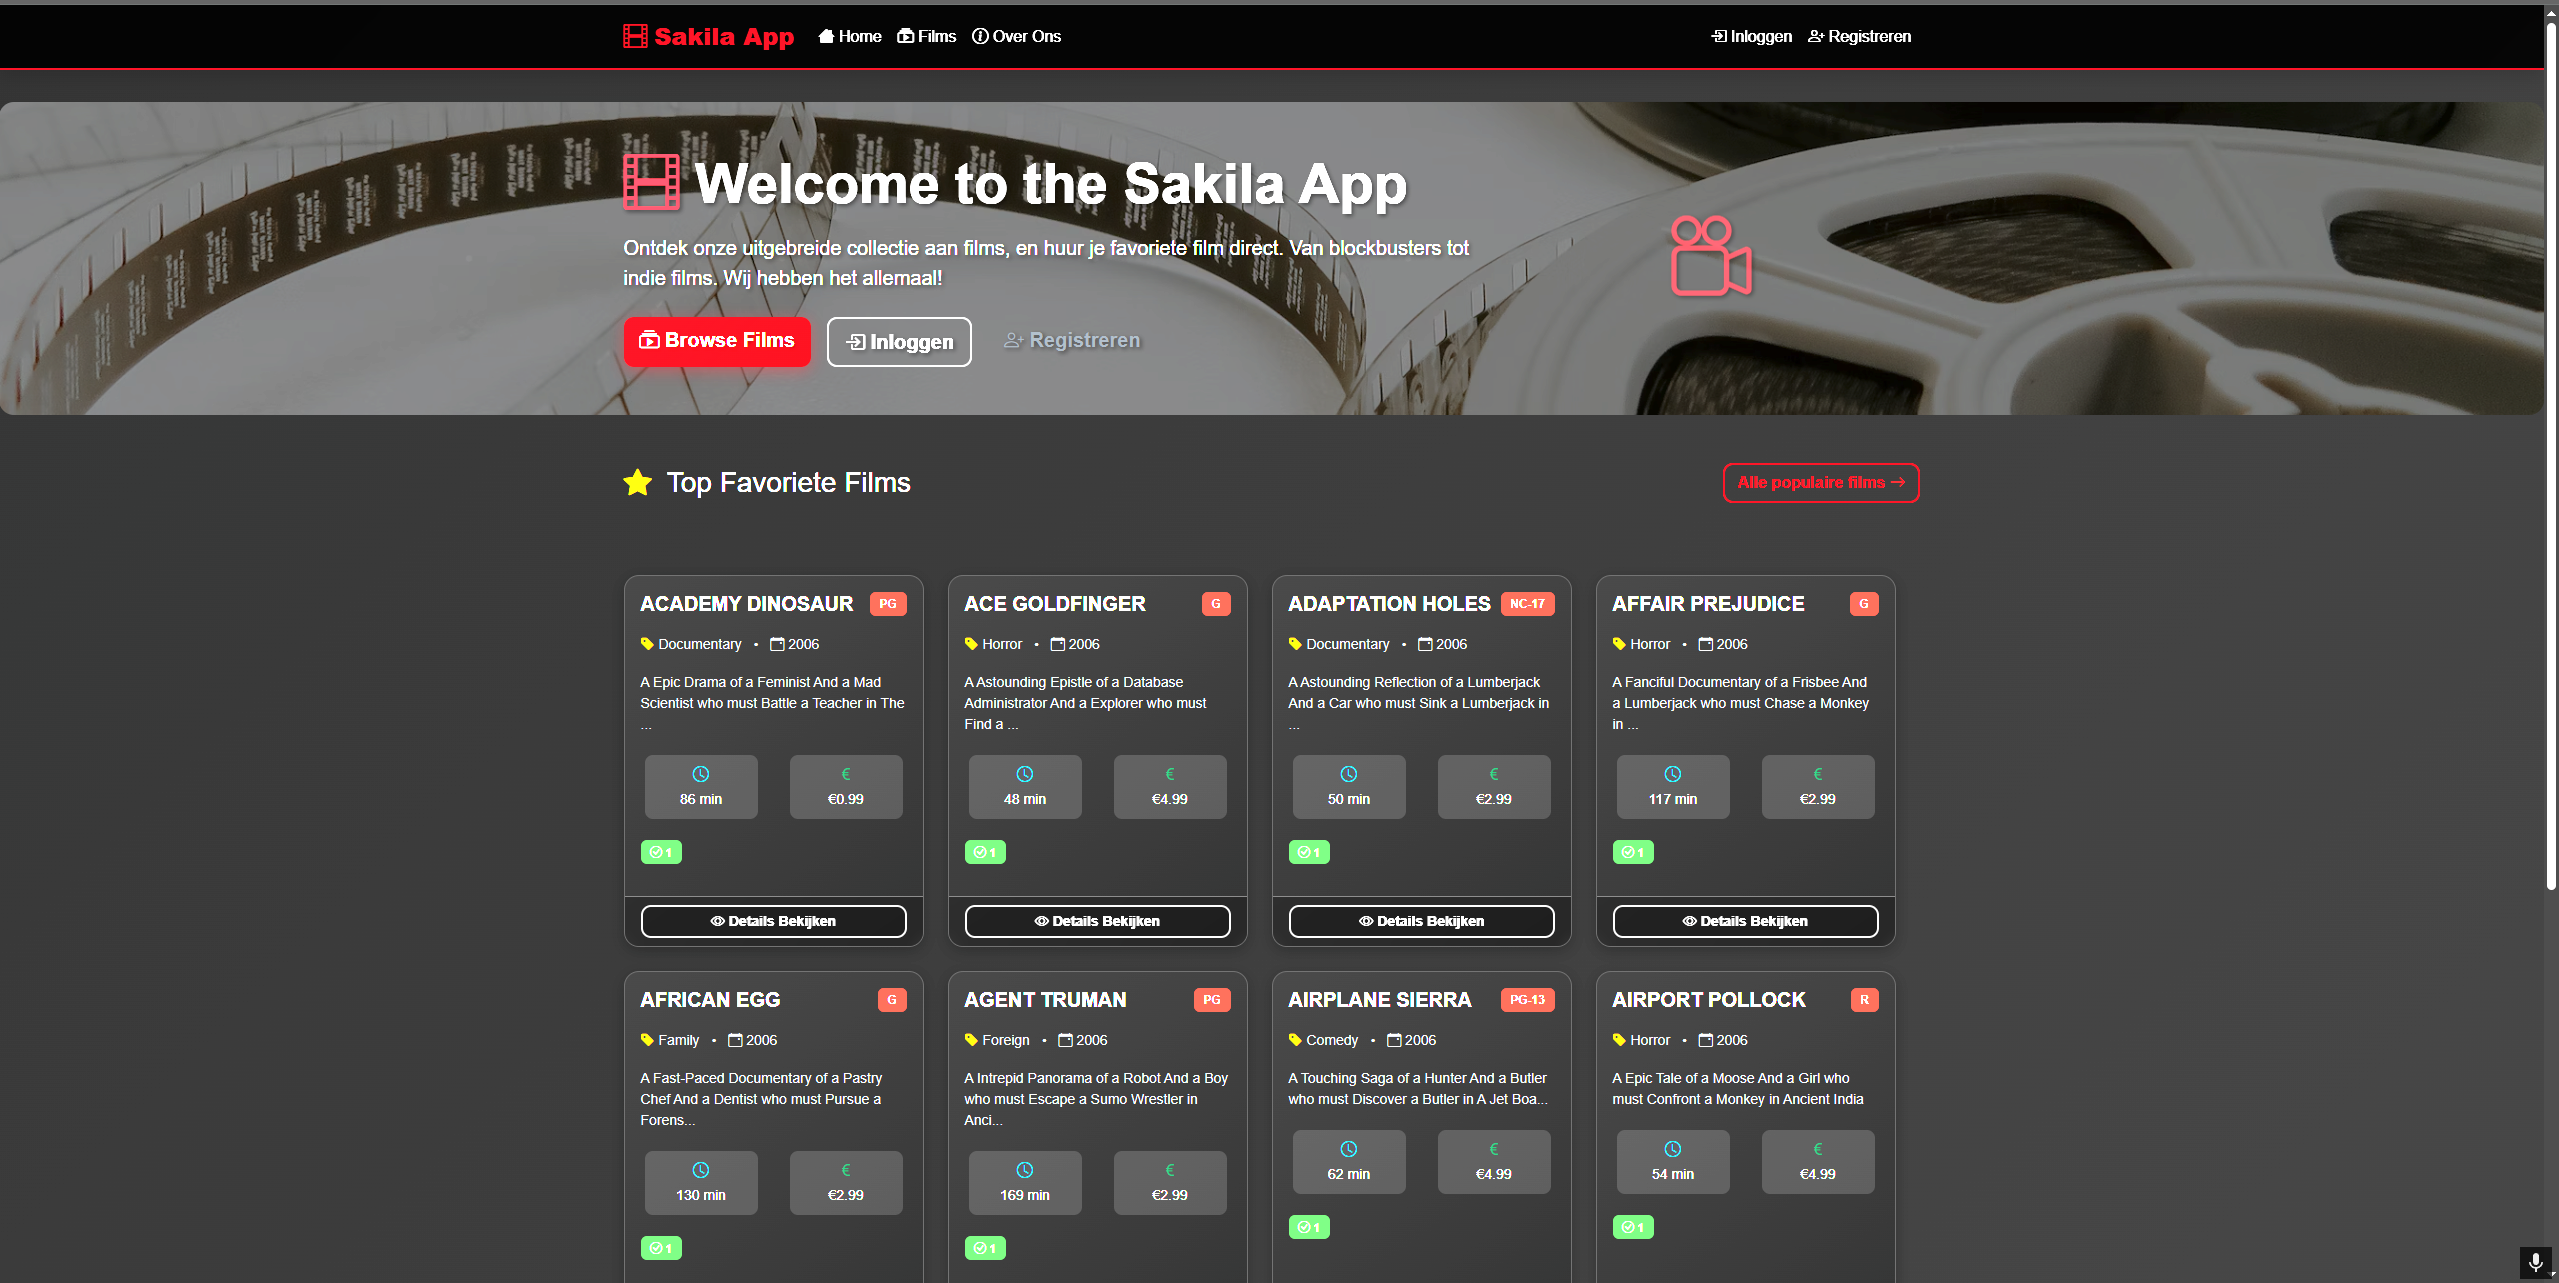 Sakila App Home Films Over Ons Inloggen Registreren
Welcome to the Sakila App
Ontdek onze uitgebreide collectie aan films, en huur je favoriete film direct. Van blockbusters tot
indie films. Wij hebben het allemaal!
Browse Films Inloggen Registreren
Top Favoriete Films Alle populaire films →
ACADEMY DINOSAUR PG
Documentary • 2006
A Epic Drama of a Feminist And a Mad
Scientist who must Battle a Teacher in The
...
86 min
€
€0.99
1
Details Bekijken
ACE GOLDFINGER G
Horror • 2006
A Astounding Epistle of a Database
Administrator And a Explorer who must
Find a ...
48 min
€
€4.99
1
Details Bekijken
ADAPTATION HOLES NC-17
Documentary • 2006
A Astounding Reflection of a Lumberjack
And a Car who must Sink a Lumberjack in
...
50 min
€
€2.99
1
Details Bekijken
AFFAIR PREJUDICE G
Horror • 2006
A Fanciful Documentary of a Frisbee And
a Lumberjack who must Chase a Monkey
in ...
117 min
€
€2.99
1
Details Bekijken
AFRICAN EGG G
Family • 2006
A Fast-Paced Documentary of a Pastry
Chef And a Dentist who must Pursue a
Forens...
130 min
€
€2.99
1
AGENT TRUMAN PG
Foreign • 2006
A Intrepid Panorama of a Robot And a Boy
who must Escape a Sumo Wrestler in
Anci...
169 min
€
€2.99
1
AIRPLANE SIERRA PG-13
Comedy • 2006
A Touching Saga of a Hunter And a Butler
who must Discover a Butler in A Jet Boa...
62 min
€
€4.99
1
AIRPORT POLLOCK R
Horror • 2006
A Epic Tale of a Moose And a Girl who
must Confront a Monkey in Ancient India
54 min
€
€4.99
1